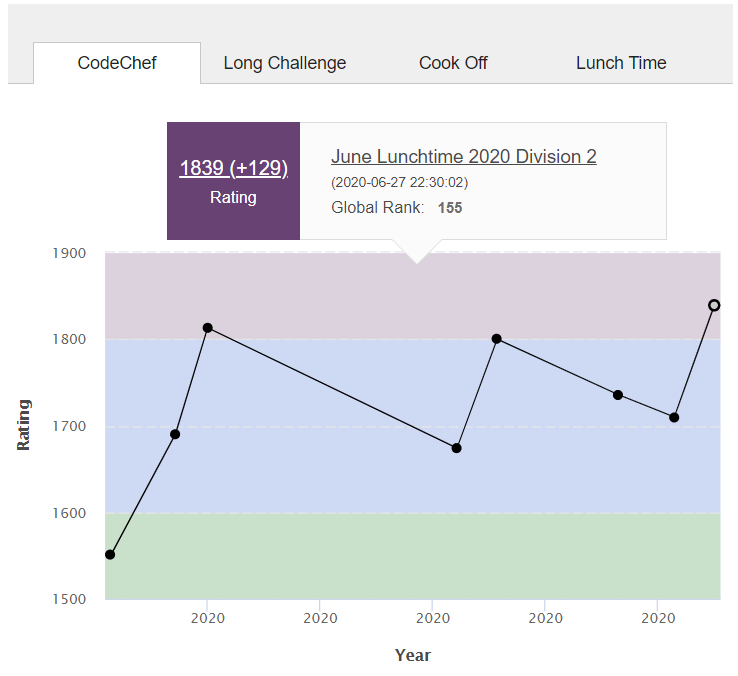 CodeChef Long Challenge Cook Off Lunch Time
1839 (+129)
Rating
June Lunchtime 2020 Division 2
(2020-06-27 22:30:02)
Global Rank: 155
1900
1800
1700
1600
1500
Rating
2020 2020 2020 2020 2020
Year